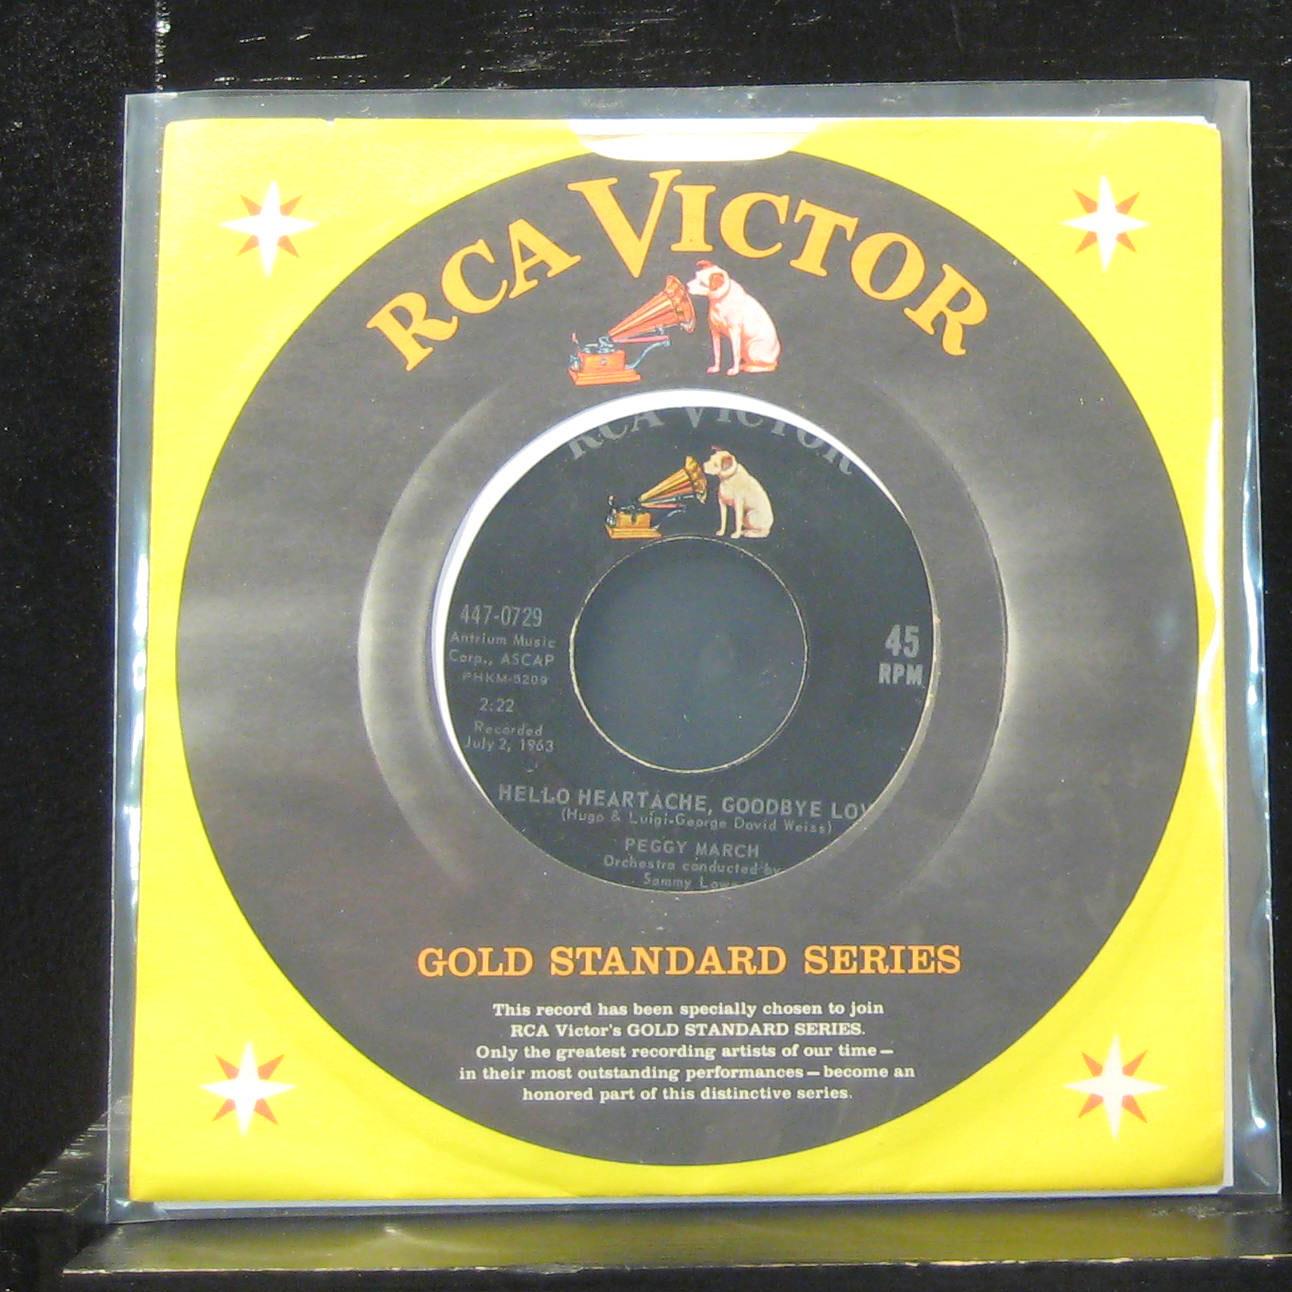 RCA VICTOR
RCA VICTOR
447-0729
Antrium Music
Corp., ASCAP
PHKM-5209
2:22
Recorded
July 2, 1963
45
RPM
HELLO HEARTACHE, GOODBYE LOV
(Hugo & Luigi-George David Weiss)
PEGGY MARCH
Orchestra conducted by
Sammy Lowe
GOLD STANDARD SERIES
This record has been specially chosen to join
RCA Victor's GOLD STANDARD SERIES.
Only the greatest recording artists of our time—
in their most outstanding performances—become an
honored part of this distinctive series.